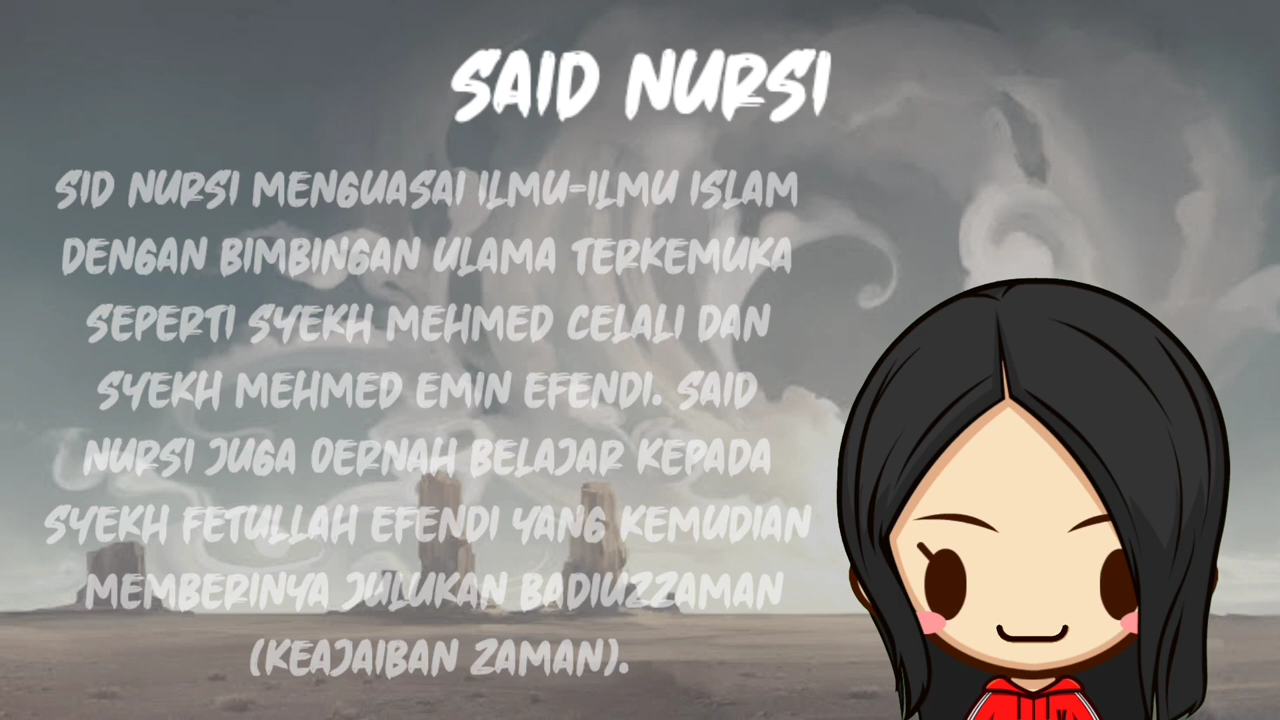 SAID NURSI
SID NURSI MENGUASAI ILMU-ILMU ISLAM
DENGAN BIMBINGAN ULAMA TERKEMUKA
SEPERTI SYEKH MEHMED CELALI DAN
SYEKH MEHMED EMIN EFENDI. SAID
NURSI JUGA OERNAH BELAJAR KEPADA
SYEKH FETULLAH EFENDI YANG KEMUDIAN
MEMBERINYA JULUKAN BADIUZZAMAN
(KEAJAIBAN ZAMAN).